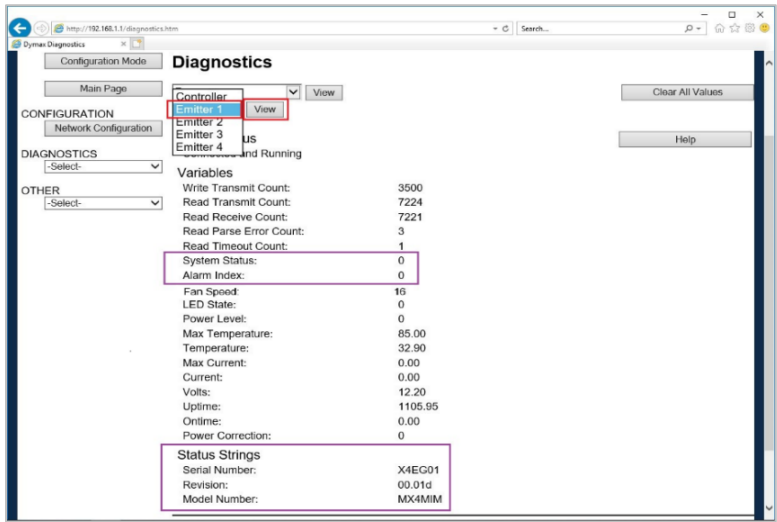 http://192.168.1.1/diagnostics.htm
Search...
Dymax Diagnostics
Configuration Mode
Diagnostics
Main Page
View
Clear All Values
Controller
Emitter 1
View
Emitter 2
Emitter 3
Emitter 4
CONFIGURATION
Network Configuration
Help
DIAGNOSTICS
-Select-
and Running
OTHER
-Select-
Variables
Write Transmit Count: 3500
Read Transmit Count: 7224
Read Receive Count: 7221
Read Parse Error Count: 3
Read Timeout Count: 1
System Status: 0
Alarm Index: 0
Fan Speed: 16
LED State: 0
Power Level: 0
Max Temperature: 85.00
Temperature: 32.90
Max Current: 0.00
Current: 0.00
Volts: 12.20
Uptime: 1105.95
Ontime: 0.00
Power Correction: 0
Status Strings
Serial Number: X4EG01
Revision: 00.01d
Model Number: MX4MIM